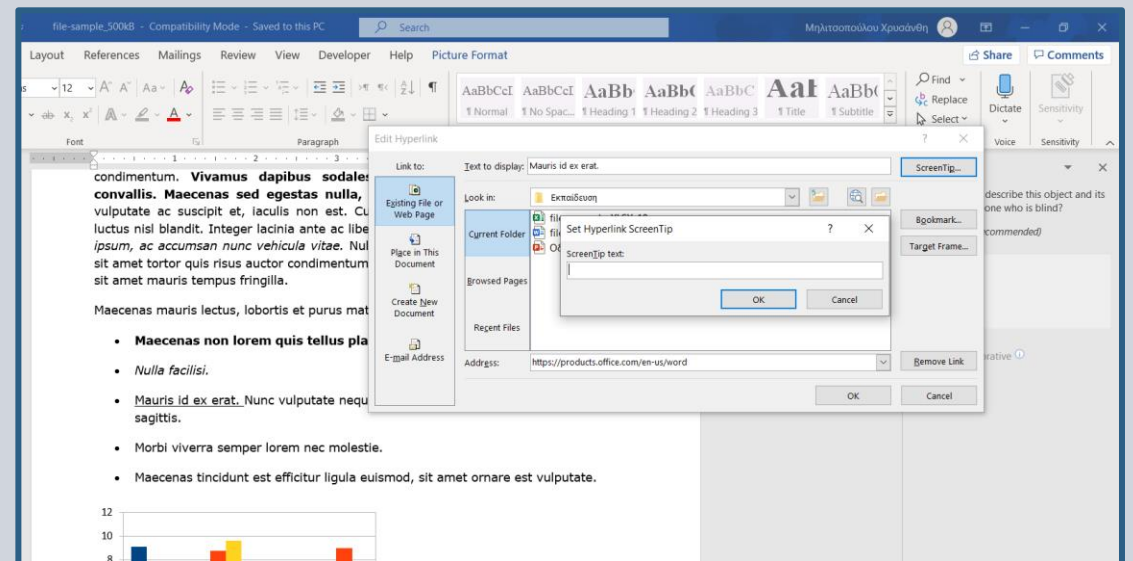 file-sample_500kB - Compatibility Mode - Saved to this PC
Search
Μηλιτσοπούλου Χρυσάνθη
Layout References Mailings Review View Developer Help Picture Format
Share Comments
12 A A Aa A
ab x₂ x² A A
AaBbCcI AaBbCcI AaBb AaBb( AaBbC Aat AaBb(
¶ Normal ¶ No Spac... ¶ Heading 1 ¶ Heading 2 ¶ Heading 3 ¶ Title ¶ Subtitle
Find
Replace
Select
Dictate
Sensitivity
Font Paragraph Voice Sensitivity
1 2 3
condimentum. Vivamus dapibus sodales
convallis. Maecenas sed egestas nulla,
vulputate ac suscipit et, iaculis non est. Cu
luctus nisl blandit. Integer lacinia ante ac libe
ipsum, ac accumsan nunc vehicula vitae. Nul
sit amet tortor quis risus auctor condimentum
sit amet mauris tempus fringilla.
Maecenas mauris lectus, lobortis et purus mat
• Maecenas non lorem quis tellus pla
• Nulla facilisi.
• Mauris id ex erat. Nunc vulputate nequ
sagittis.
• Morbi viverra semper lorem nec molestie.
• Maecenas tincidunt est efficitur ligula euismod, sit amet ornare est vulputate.
12
10
8
Edit Hyperlink ? ×
Link to:
Existing File or
Web Page
Place in This
Document
Create New
Document
E-mail Address
Text to display: Mauris id ex erat.
ScreenTip...
Look in: Εκπαίδευση
Current Folder
Browsed Pages
Recent Files
Bookmark...
Target Frame...
Set Hyperlink ScreenTip ? ×
ScreenTip text:
OK Cancel
Address: https://products.office.com/en-us/word
Remove Link
OK Cancel
describe this object and its
one who is blind?
commended)